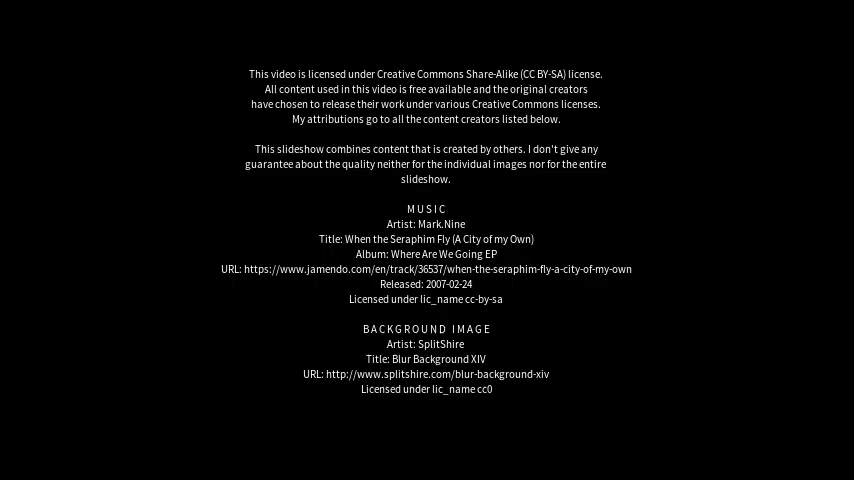 This video is licensed under Creative Commons Share-Alike (CC BY-SA) license.
All content used in this video is free available and the original creators
have chosen to release their work under various Creative Commons licenses.
My attributions go to all the content creators listed below.
This slideshow combines content that is created by others. I don't give any
guarantee about the quality neither for the individual images nor for the entire
slideshow.
MUSIC
Artist: Mark.Nine
Title: When the Seraphim Fly (A City of my Own)
Album: Where Are We Going EP
URL: https://www.jamendo.com/en/track/36537/when-the-seraphim-fly-a-city-of-my-own
Released: 2007-02-24
Licensed under lic_name cc-by-sa
BACKGROUND IMAGE
Artist: SplitShire
Title: Blur Background XIV
URL: http://www.splitshire.com/blur-background-xiv
Licensed under lic_name cc0